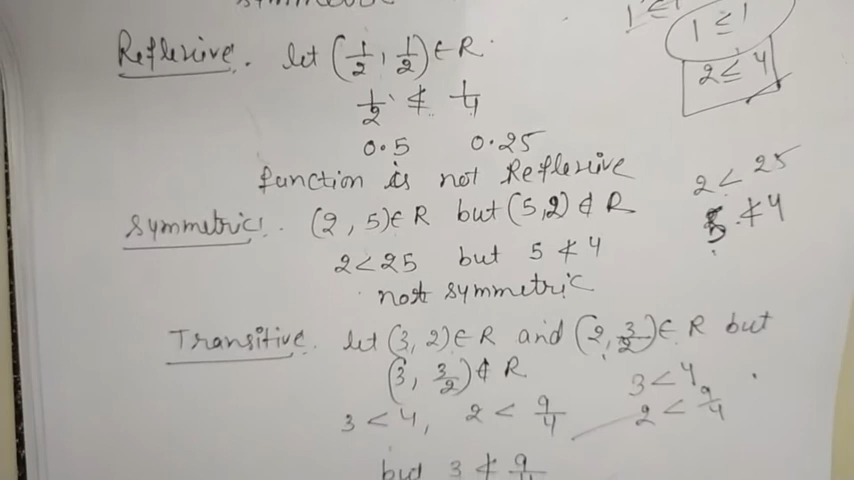 symmetric
1 ≤ 1
1 ≥ 1
2 ≤ 4
Reflexive. let (1/2, 1/2) ∈ R.
1/2 ≰ 1/4
0.5 0.25
function is not Reflexive
2 < 25
5 ≮ 4
Symmetric. (2, 5) ∈ R but (5, 2) ∉ R
2 < 25 but 5 ≮ 4
not symmetric
Transitive. let (3, 2) ∈ R and (2, 3/2) ∈ R but
(3, 3/2) ∉ R
3 < 4
3 < 4, 2 < 9/4
2 < 9/4
but 3 ≮ 9/4